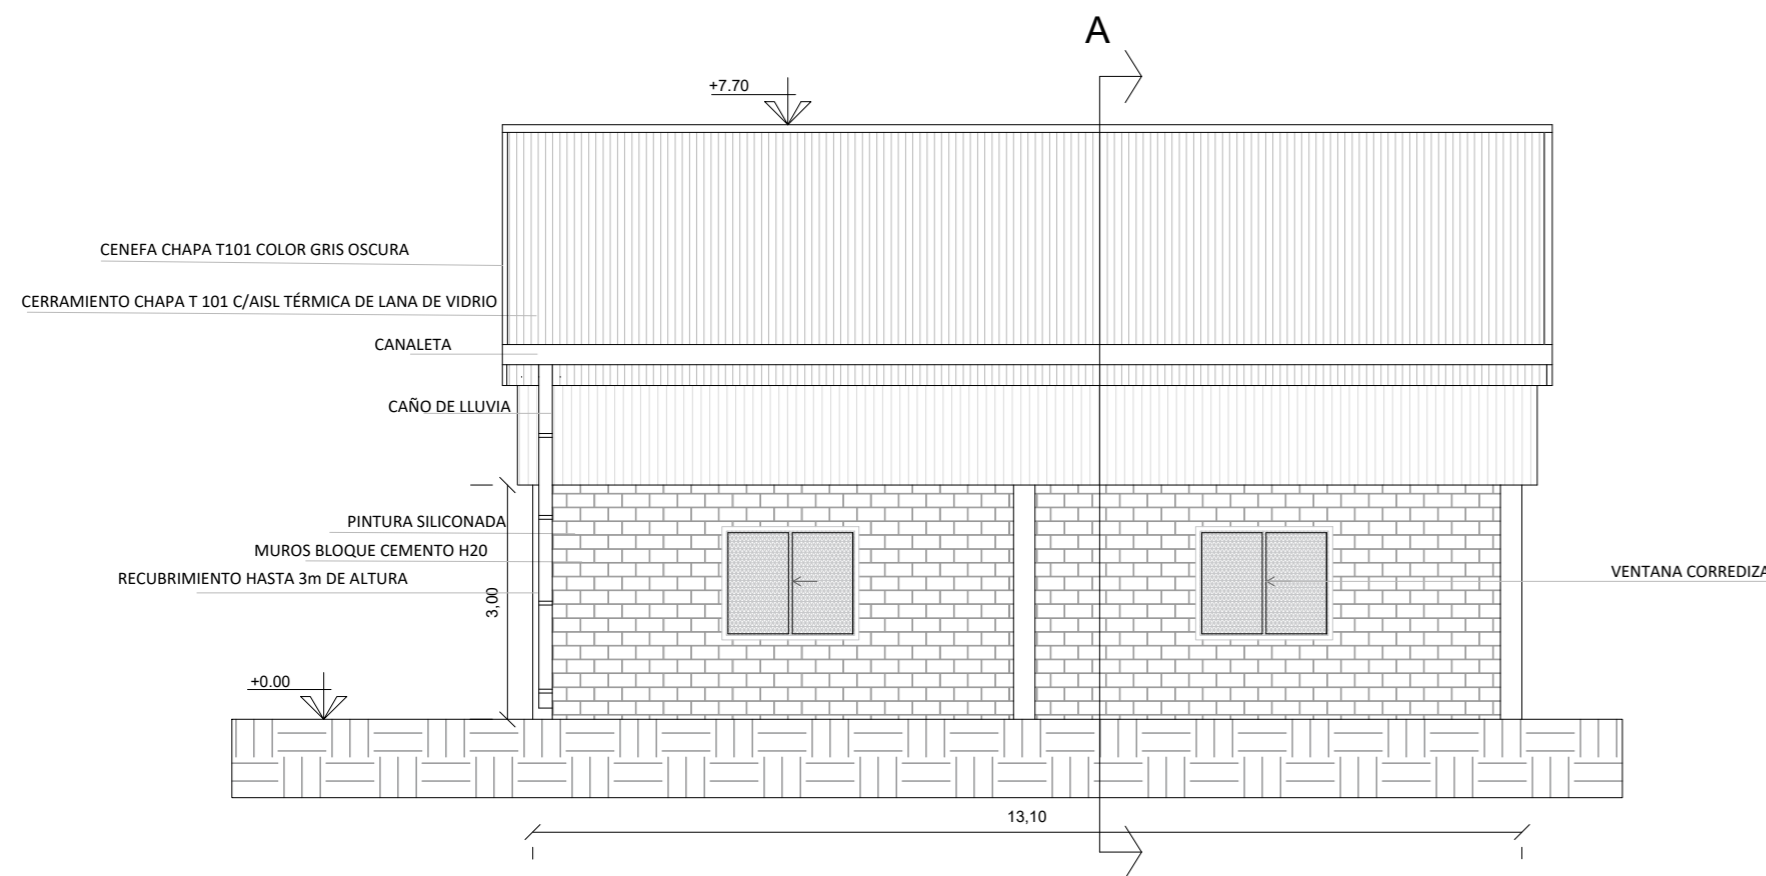 A
+7.70
CENEFA CHAPA T101 COLOR GRIS OSCURA
CERRAMIENTO CHAPA T 101 C/AISL TÉRMICA DE LANA DE VIDRIO
CANALETA
CAÑO DE LLUVIA
PINTURA SILICONADA
MUROS BLOQUE CEMENTO H20
VENTANA CORREDIZA
RECUBRIMIENTO HASTA 3m DE ALTURA
3,00
+0.00
13,10